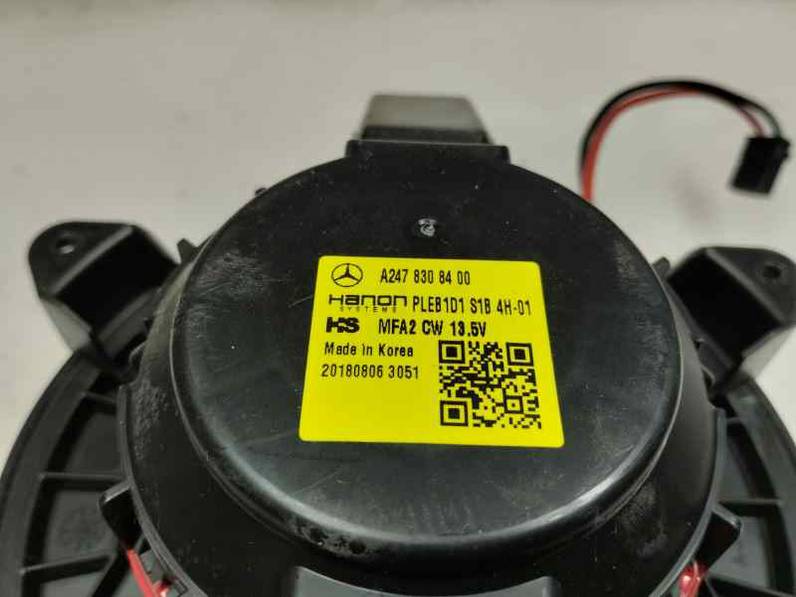 A247 830 84 00
Hanon PLEB1D1 S1B 4H-01
SYSTEMS
HS MFA2 CW 13.5V
Made in Korea
20180806 3051